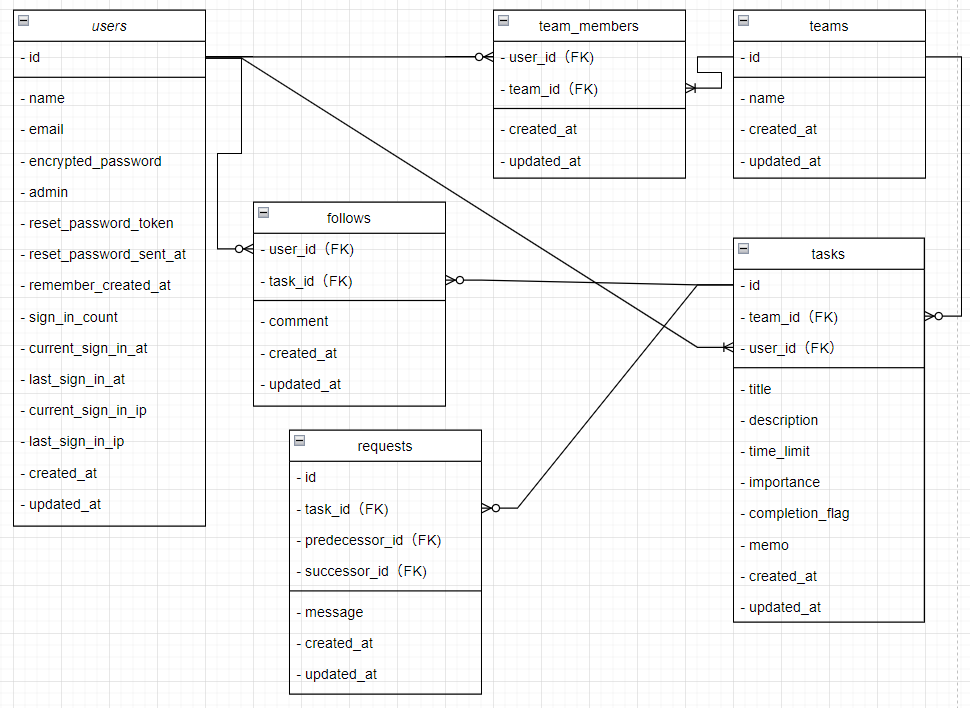 users
- id
- name
- email
- encrypted_password
- admin
- reset_password_token
- reset_password_sent_at
- remember_created_at
- sign_in_count
- current_sign_in_at
- last_sign_in_at
- current_sign_in_ip
- last_sign_in_ip
- created_at
- updated_at
team_members
- user_id（FK)
- team_id（FK)
- created_at
- updated_at
teams
- id
- name
- created_at
- updated_at
follows
- user_id（FK)
- task_id（FK)
- comment
- created_at
- updated_at
tasks
- id
- team_id（FK)
- user_id（FK）
- title
- description
- time_limit
- importance
- completion_flag
- memo
- created_at
- updated_at
requests
- id
- task_id（FK)
- predecessor_id（FK)
- successor_id（FK)
- message
- created_at
- updated_at